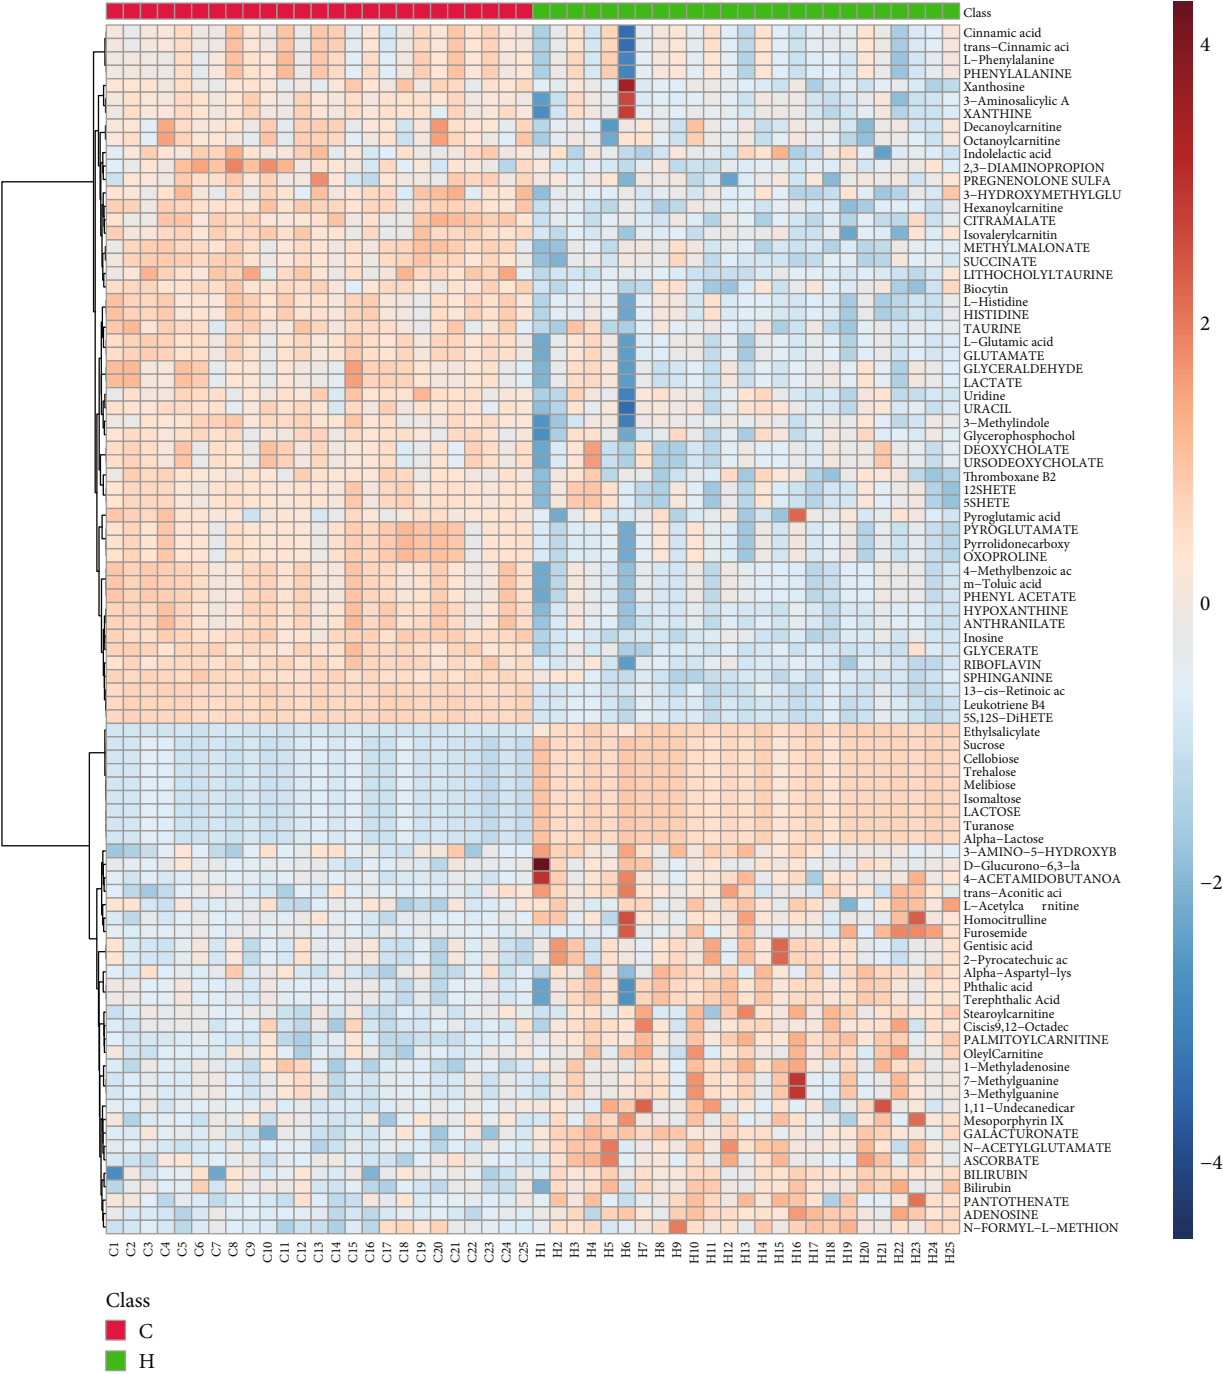 Class
Cinnamic acid
trans−Cinnamic aci
L−Phenylalanine
PHENYLALANINE
Xanthosine
3−Aminosalicylic A
XANTHINE
Decanoylcarnitine
Octanoylcarnitine
Indolelactic acid
2,3−DIAMINOPROPION
PREGNENOLONE SULFA
3−HYDROXYMETHYLGLU
Hexanoylcarnitine
CITRAMALATE
Isovalerylcarnitin
METHYLMALONATE
SUCCINATE
LITHOCHOLYLTAURINE
Biocytin
L−Histidine
HISTIDINE
TAURINE
L−Glutamic acid
GLUTAMATE
GLYCERALDEHYDE
LACTATE
Uridine
URACIL
3−Methylindole
Glycerophosphochol
DEOXYCHOLATE
URSODEOXYCHOLATE
Thromboxane B2
12SHETE
5SHETE
Pyroglutamic acid
PYROGLUTAMATE
Pyrrolidonecarboxy
OXOPROLINE
4−Methylbenzoic ac
m−Toluic acid
PHENYL ACETATE
HYPOXANTHINE
ANTHRANILATE
Inosine
GLYCERATE
RIBOFLAVIN
SPHINGANINE
13−cis−Retinoic ac
Leukotriene B4
5S,12S−DiHETE
Ethylsalicylate
Sucrose
Cellobiose
Trehalose
Melibiose
Isomaltose
LACTOSE
Turanose
Alpha−Lactose
3−AMINO−5−HYDROXYB
D−Glucurono−6,3−la
4−ACETAMIDOBUTANOA
trans−Aconitic aci
L−Acetylca rnitine
Homocitrulline
Furosemide
Gentisic acid
2−Pyrocatechuic ac
Alpha−Aspartyl−lys
Phthalic acid
Terephthalic Acid
Stearoylcarnitine
Ciscis9,12−Octadec
PALMITOYLCARNITINE
OleylCarnitine
1−Methyladenosine
7−Methylguanine
3−Methylguanine
1,11−Undecanedicar
Mesoporphyrin IX
GALACTURONATE
N−ACETYLGLUTAMATE
ASCORBATE
BILIRUBIN
Bilirubin
PANTOTHENATE
ADENOSINE
N−FORMYL−L−METHION
4
2
0
−2
−4
C1 C2 C3 C4 C5 C6 C7 C8 C9 C10 C11 C12 C13 C14 C15 C16 C17 C18 C19 C20 C21 C22 C23 C24 C25 H1 H2 H3 H4 H5 H6 H7 H8 H9 H10 H11 H12 H13 H14 H15 H16 H17 H18 H19 H20 H21 H22 H23 H24 H25
Class
C
H